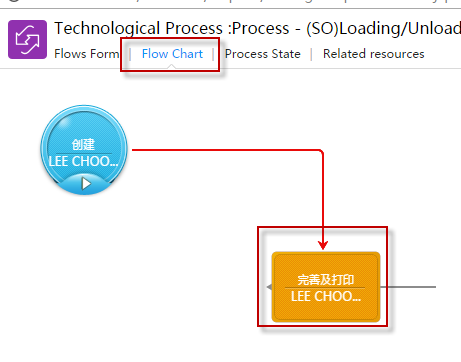 Technological Process :Process - (SO)Loading/Unload
Flows Form | Flow Chart | Process State | Related resources
创建
LEE CHOO...
完善及打印
LEE CHOO...